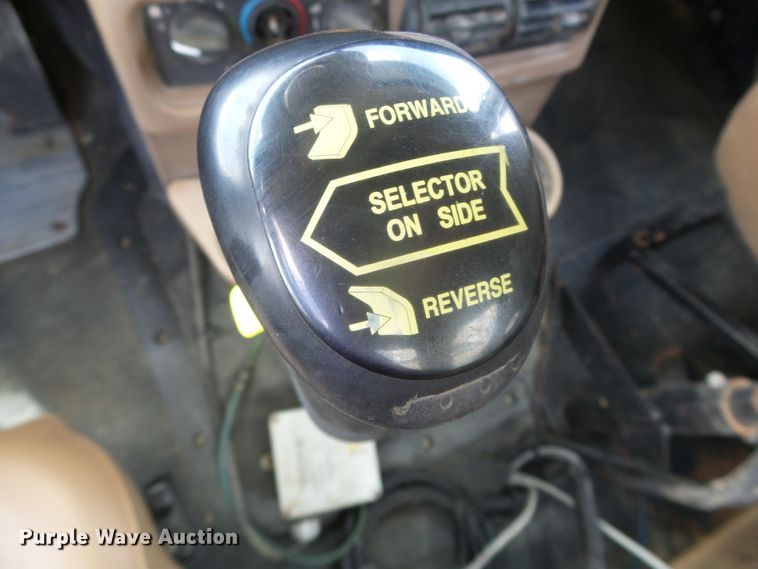 FORWARD
SELECTOR
ON SIDE
REVERSE
Purple Wave Auction